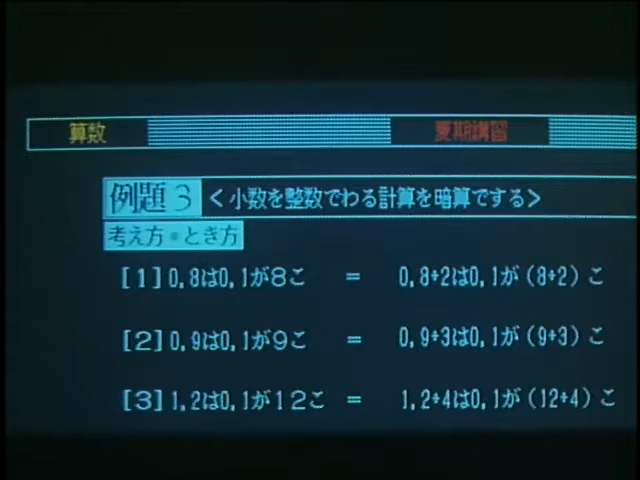 算数 夏期講習
例題3 <小数を整数でわる計算を暗算でする>
考え方・とき方
[1]0.8は0.1が8こ = 0.8÷2は0.1が(8÷2)こ
[2]0.9は0.1が9こ = 0.9÷3は0.1が(9÷3)こ
[3]1.2は0.1が12こ = 1.2÷4は0.1が(12÷4)こ